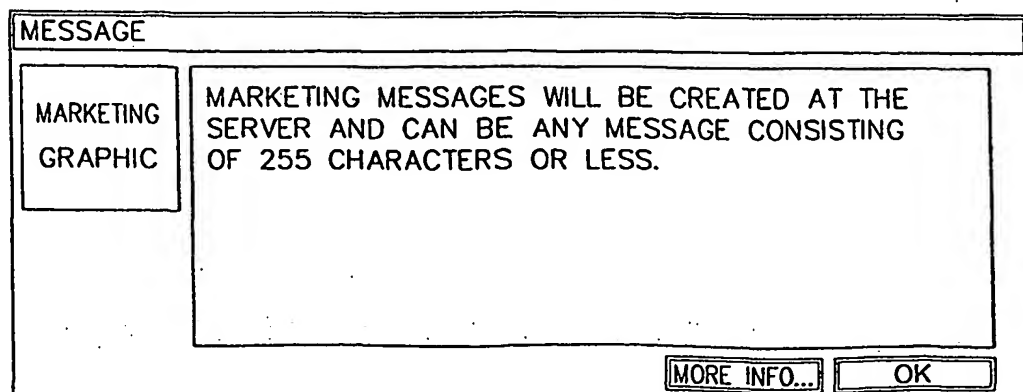 MESSAGE
MARKETING
GRAPHIC
MARKETING MESSAGES WILL BE CREATED AT THE
SERVER AND CAN BE ANY MESSAGE CONSISTING
OF 255 CHARACTERS OR LESS.
MORE INFO...
OK